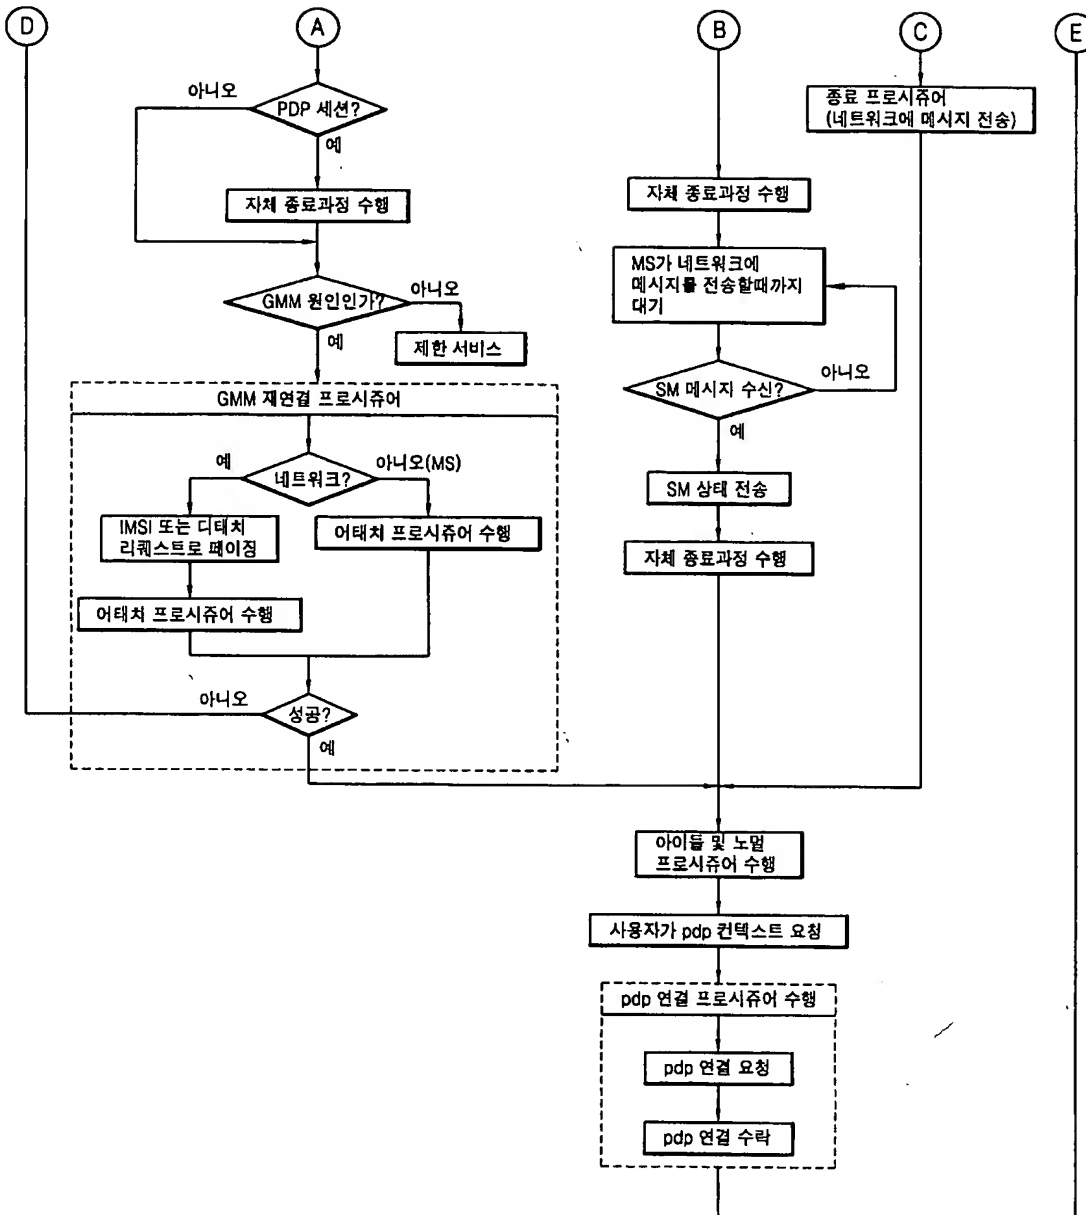 D
A
B
C
E
아니오
PDP 세션?
예
자체 종료과정 수행
GMM 원인인가?
아니오
제한 서비스
예
GMM 재연결 프로시쥬어
예
네트워크?
아니오(MS)
IMSI 또는 디태치
리퀘스트로 페이징
어태치 프로시쥬어 수행
어태치 프로시쥬어 수행
아니오
성공?
예
종료 프로시쥬어
(네트워크에 메시지 전송)
자체 종료과정 수행
MS가 네트워크에
메시지를 전송할때까지
대기
SM 메시지 수신?
아니오
예
SM 상태 전송
자체 종료과정 수행
아이들 및 노멀
프로시쥬어 수행
사용자가 pdp 컨텍스트 요청
pdp 연결 프로시쥬어 수행
pdp 연결 요청
pdp 연결 수락